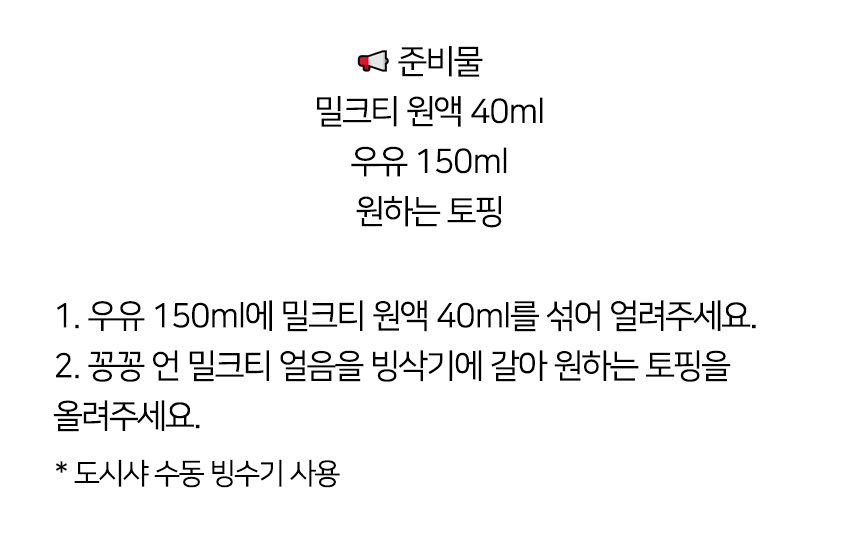 📢 준비물
밀크티 원액 40ml
우유 150ml
원하는 토핑
1. 우유 150ml에 밀크티 원액 40ml를 섞어 얼려주세요.
2. 꽁꽁 언 밀크티 얼음을 빙삭기에 갈아 원하는 토핑을
올려주세요.
* 도시샤 수동 빙수기 사용